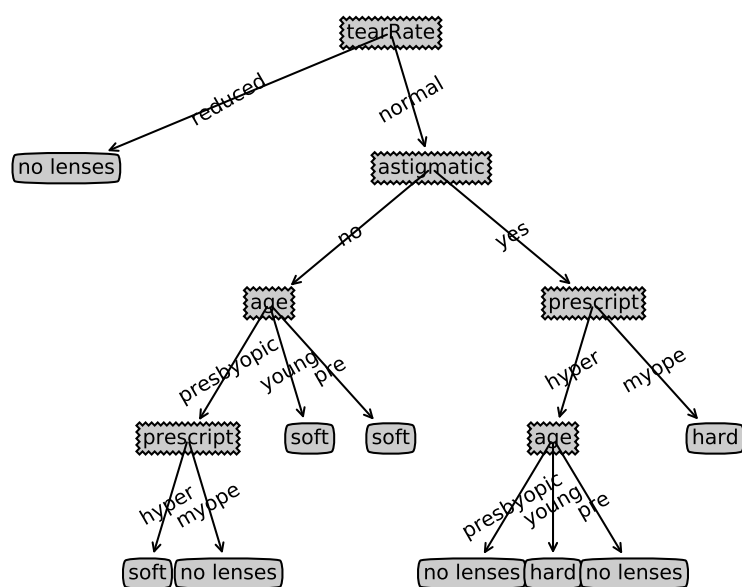 tearRate
reduced
normal
no lenses
astigmatic
no
yes
age
prescript
presbyopic
young
pre
hyper
myope
prescript
soft
soft
age
hard
hyper
myope
presbyopic
young
pre
soft
no lenses
no lenses
hard
no lenses